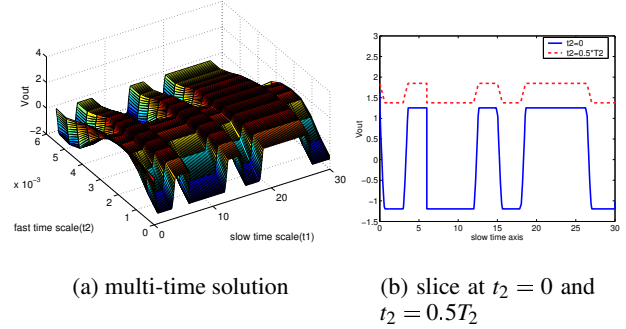 4
2
0
−2
Vout
6
5
4
3
2
1
0
x 10⁻³
fast time scale(t2)
0
10
20
30
slow time scale(t1)
(a) multi-time solution
3
2.5
2
1.5
1
0.5
0
−0.5
−1
−1.5
Vout
0
5
10
15
20
25
30
slow time axis
t2=0
t2=0.5*T2
(b) slice at t₂ = 0 and
t₂ = 0.5T₂